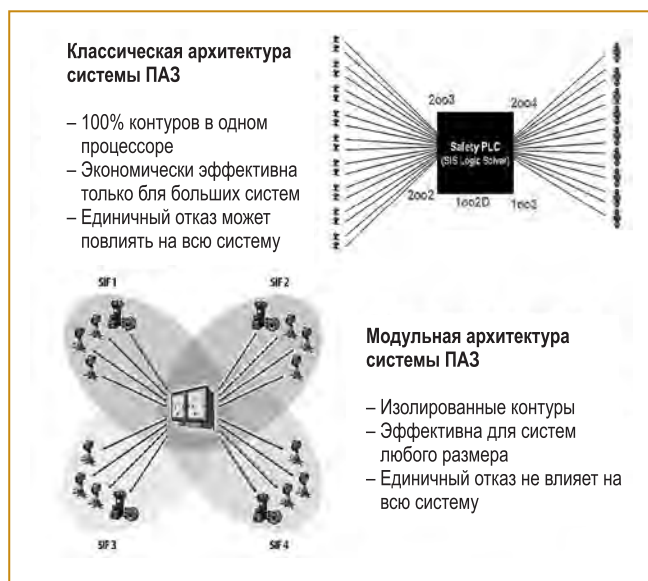 Классическая архитектура
системы ПАЗ
– 100% контуров в одном
процессоре
– Экономически эффективна
только бля больших систем
– Единичный отказ может
повлиять на всю систему
2oo3
2oo4
Safety PLC
(SIS Logic Solver)
2oo2
1oo2D
1oo3
SIF1
SIF2
Модульная архитектура
системы ПАЗ
– Изолированные контуры
– Эффективна для систем
любого размера
– Единичный отказ не влияет на
всю систему
SIF3
SIF4